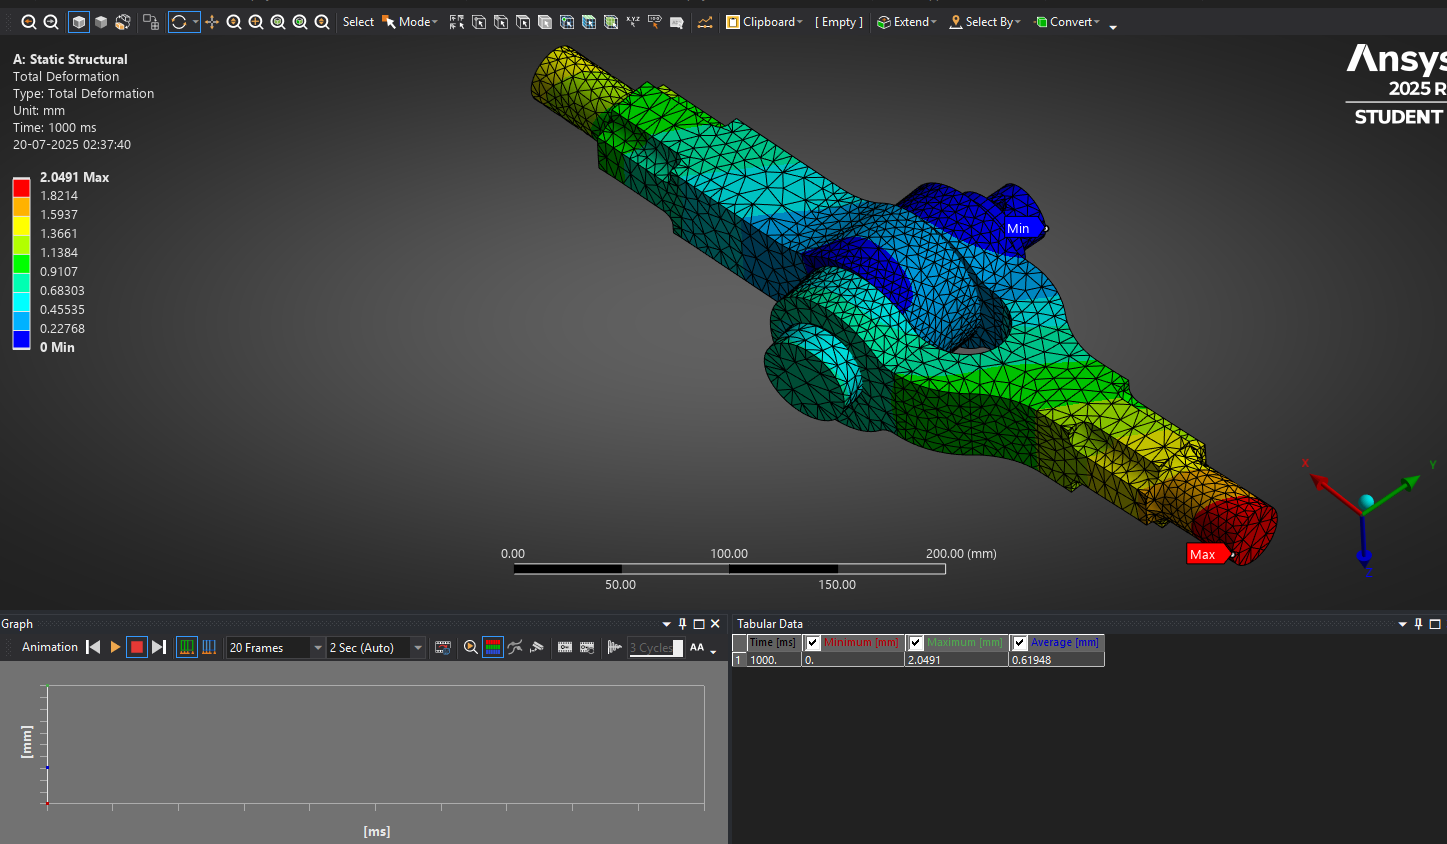 Select Mode Clipboard [ Empty ] Extend Select By Convert
A: Static Structural
Total Deformation
Type: Total Deformation
Unit: mm
Time: 1000 ms
20-07-2025 02:37:40
2.0491 Max
1.8214
1.5937
1.3661
1.1384
0.9107
0.68303
0.45535
0.22768
0 Min
Ansys
2025 R
STUDENT
Min
Max
X
Y
Z
0.00 100.00 200.00 (mm)
50.00 150.00
Graph
Animation 20 Frames 2 Sec (Auto) 3 Cycles AA
[mm]
[ms]
Tabular Data
Time [ms] Minimum [mm] Maximum [mm] Average [mm]
1 1000. 0. 2.0491 0.61948